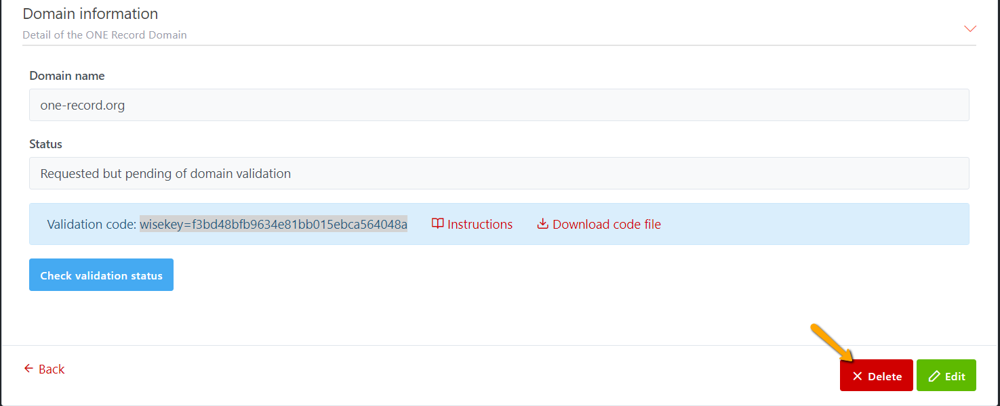 Domain information
Detail of the ONE Record Domain
Domain name
one-record.org
Status
Requested but pending of domain validation
Validation code: wisekey=f3bd48bfb9634e81bb015ebca564048a Instructions Download code file
Check validation status
Back
Delete Edit